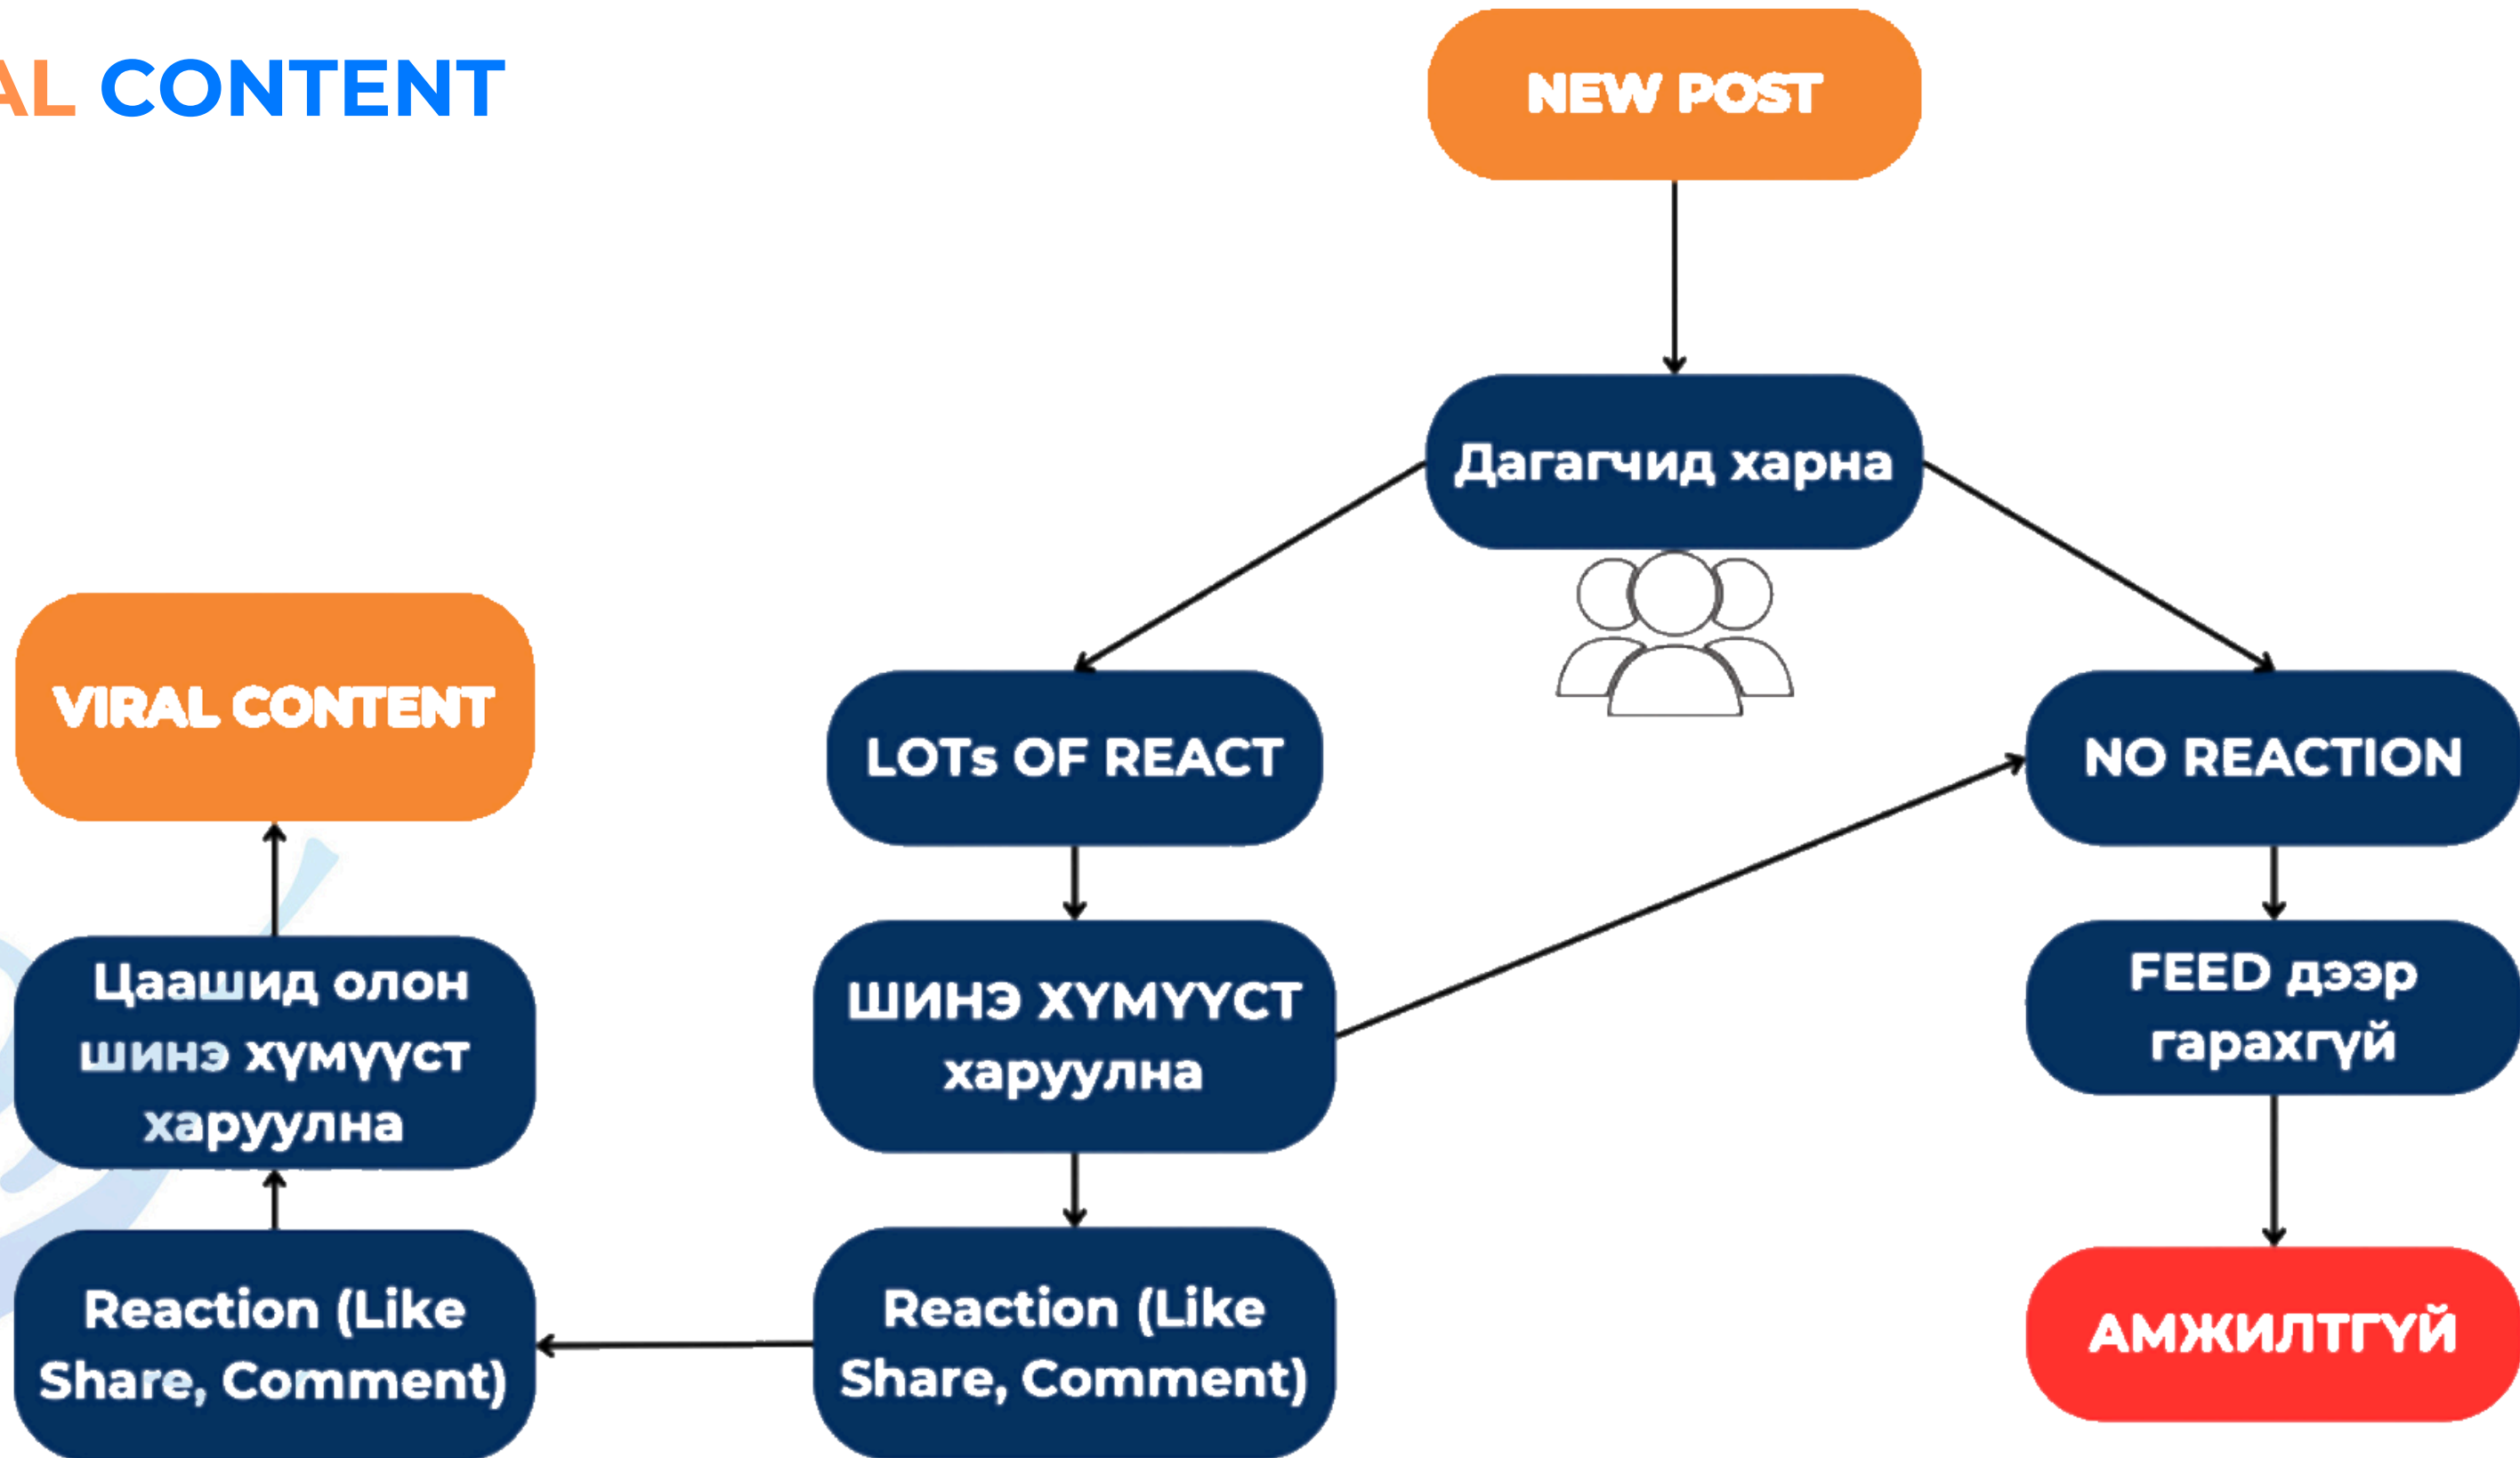 AL CONTENT
NEW POST
Дагагчид харна
LOTs OF REACT
NO REACTION
VIRAL CONTENT
ШИНЭ ХҮМҮҮСТ
харуулна
FEED дээр
гарахгүй
Цаашид олон
шинэ хүмүүст
харуулна
Reaction (Like
Share, Comment)
Reaction (Like
Share, Comment)
АМЖИЛТГҮЙ